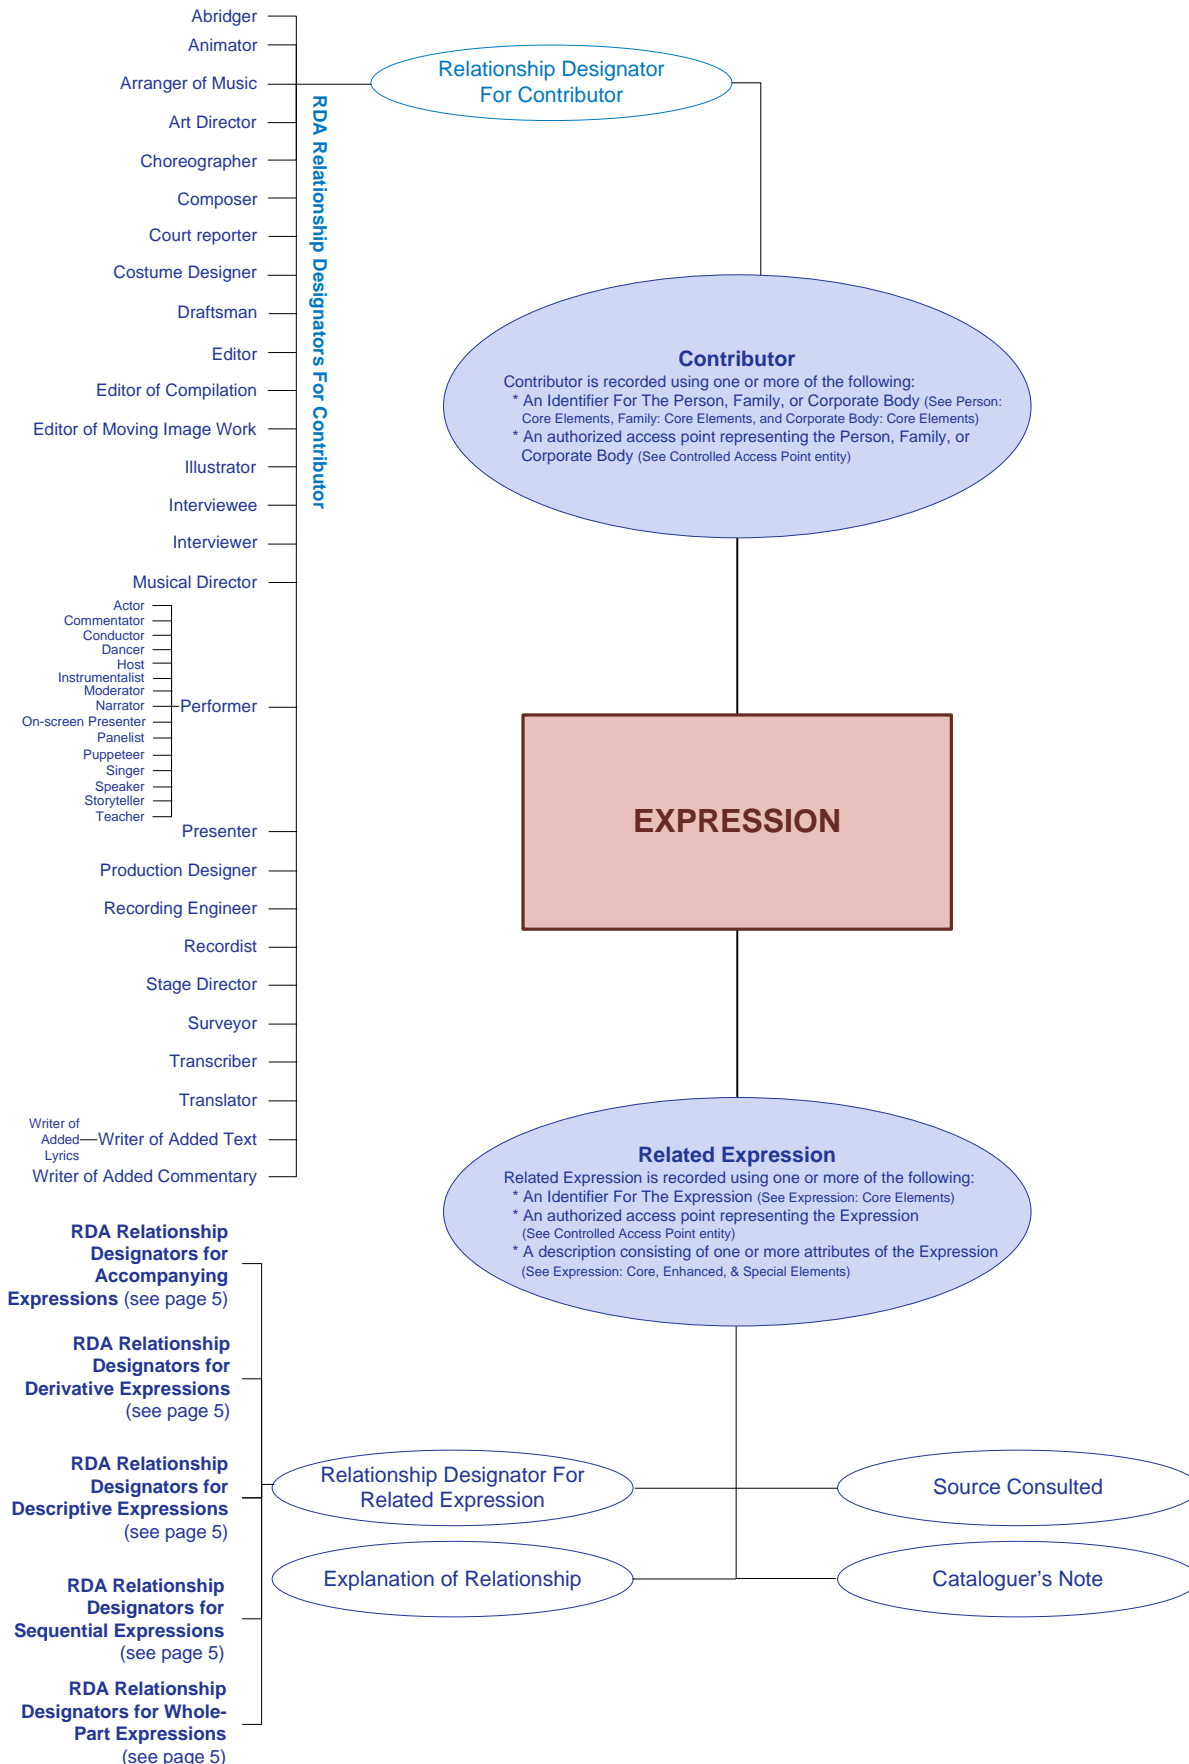 Abridger
Animator
Arranger of Music
Art Director
Choreographer
Composer
Court reporter
Costume Designer
Draftsman
Editor
Editor of Compilation
Editor of Moving Image Work
Illustrator
Interviewee
Interviewer
Musical Director
Actor
Commentator
Conductor
Dancer
Host
Instrumentalist
Moderator
Narrator
On-screen Presenter
Panelist
Puppeteer
Singer
Speaker
Storyteller
Teacher
Performer
Presenter
Production Designer
Recording Engineer
Recordist
Stage Director
Surveyor
Transcriber
Translator
Writer of
Added
Lyrics
Writer of Added Text
Writer of Added Commentary
RDA Relationship Designators For Contributor
Relationship Designator
For Contributor
Contributor
Contributor is recorded using one or more of the following:
* An Identifier For The Person, Family, or Corporate Body (See Person:
Core Elements, Family: Core Elements, and Corporate Body: Core Elements)
* An authorized access point representing the Person, Family, or
Corporate Body (See Controlled Access Point entity)
EXPRESSION
Related Expression
Related Expression is recorded using one or more of the following:
* An Identifier For The Expression (See Expression: Core Elements)
* An authorized access point representing the Expression
(See Controlled Access Point entity)
* A description consisting of one or more attributes of the Expression
(See Expression: Core, Enhanced, & Special Elements)
RDA Relationship
Designators for
Accompanying
Expressions (see page 5)
RDA Relationship
Designators for
Derivative Expressions
(see page 5)
RDA Relationship
Designators for
Descriptive Expressions
(see page 5)
RDA Relationship
Designators for
Sequential Expressions
(see page 5)
RDA Relationship
Designators for Whole-
Part Expressions
(see page 5)
Relationship Designator For
Related Expression
Source Consulted
Explanation of Relationship
Cataloguer's Note